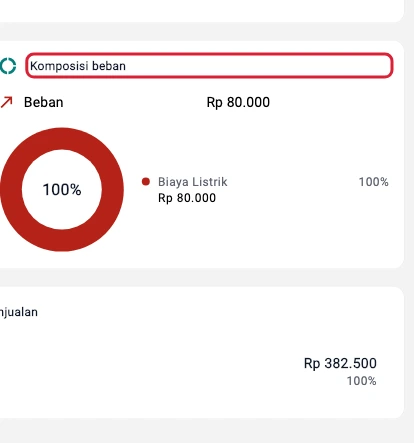 Komposisi beban
Beban Rp 80.000
100%
Biaya Listrik 100%
Rp 80.000
njualan
Rp 382.500
100%